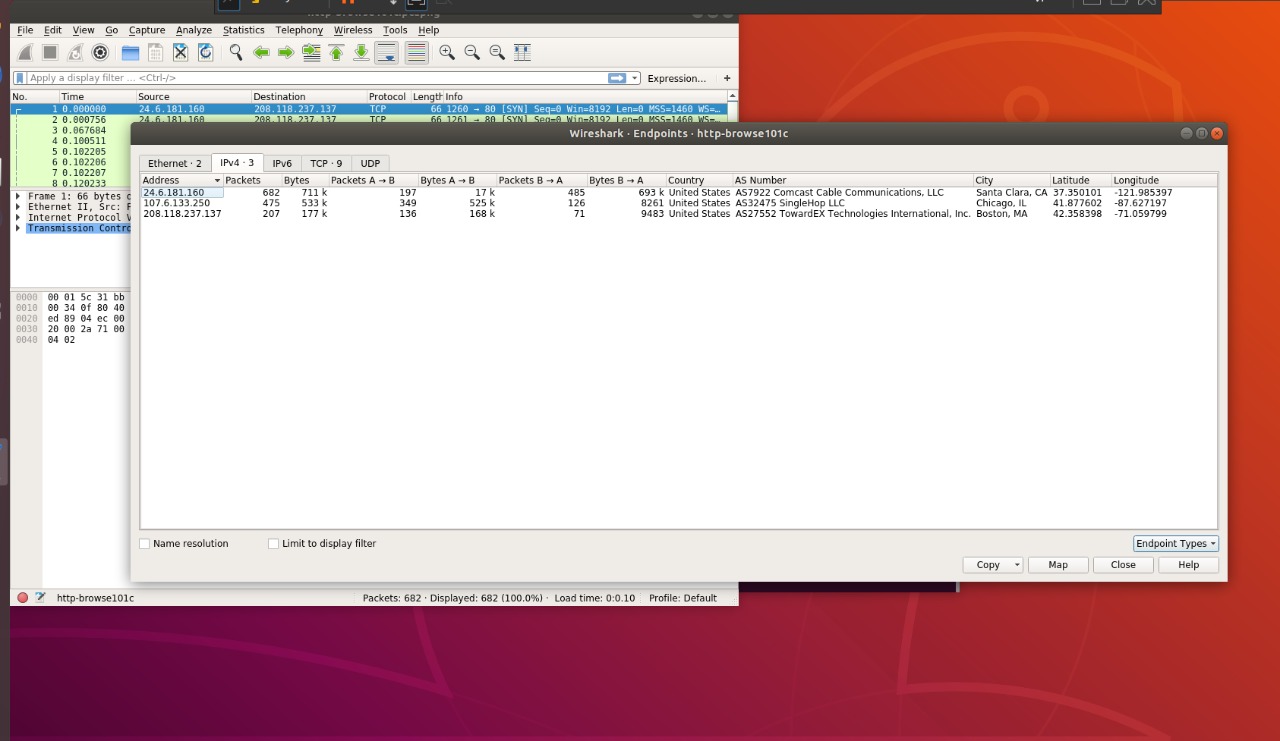 File Edit View Go Capture Analyze Statistics Telephony Wireless Tools Help
Apply a display filter ... <Ctrl-/> Expression... +
No. Time Source Destination Protocol Length Info
1 0.000000 24.6.181.160 208.118.237.137 TCP 66 1260 → 80 [SYN] Seq=0 Win=8192 Len=0 MSS=1460 WS=…
2 0.000756 24.6.181.160 208.118.237.137 TCP 66 1261 → 80 [SYN] Seq=0 Win=8192 Len=0 MSS=1460 WS=…
3 0.067684
4 0.100511
5 0.102205
6 0.102206
7 0.102207
8 0.120233
Wireshark · Endpoints · http-browse101c
Ethernet · 2 IPv4 · 3 IPv6 TCP · 9 UDP
Address Packets Bytes Packets A → B Bytes A → B Packets B → A Bytes B → A Country AS Number City Latitude Longitude
24.6.181.160 682 711 k 197 17 k 485 693 k United States AS7922 Comcast Cable Communications, LLC Santa Clara, CA 37.350101 -121.985397
107.6.133.250 475 533 k 349 525 k 126 8261 United States AS32475 SingleHop LLC Chicago, IL 41.877602 -87.627197
208.118.237.137 207 177 k 136 168 k 71 9483 United States AS27552 TowardEX Technologies International, Inc. Boston, MA 42.358398 -71.059799
Frame 1: 66 bytes
Ethernet II, Src:
Internet Protocol
Transmission
0000 00 01 5c 31 bb
0010 00 34 0f 80 40
0020 ed 89 04 ec 00
0030 20 00 2a 71 00
0040 04 02
Name resolution Limit to display filter Endpoint Types
Copy Map Close Help
http-browse101c Packets: 682 · Displayed: 682 (100.0%) · Load time: 0:0.10 Profile: Default